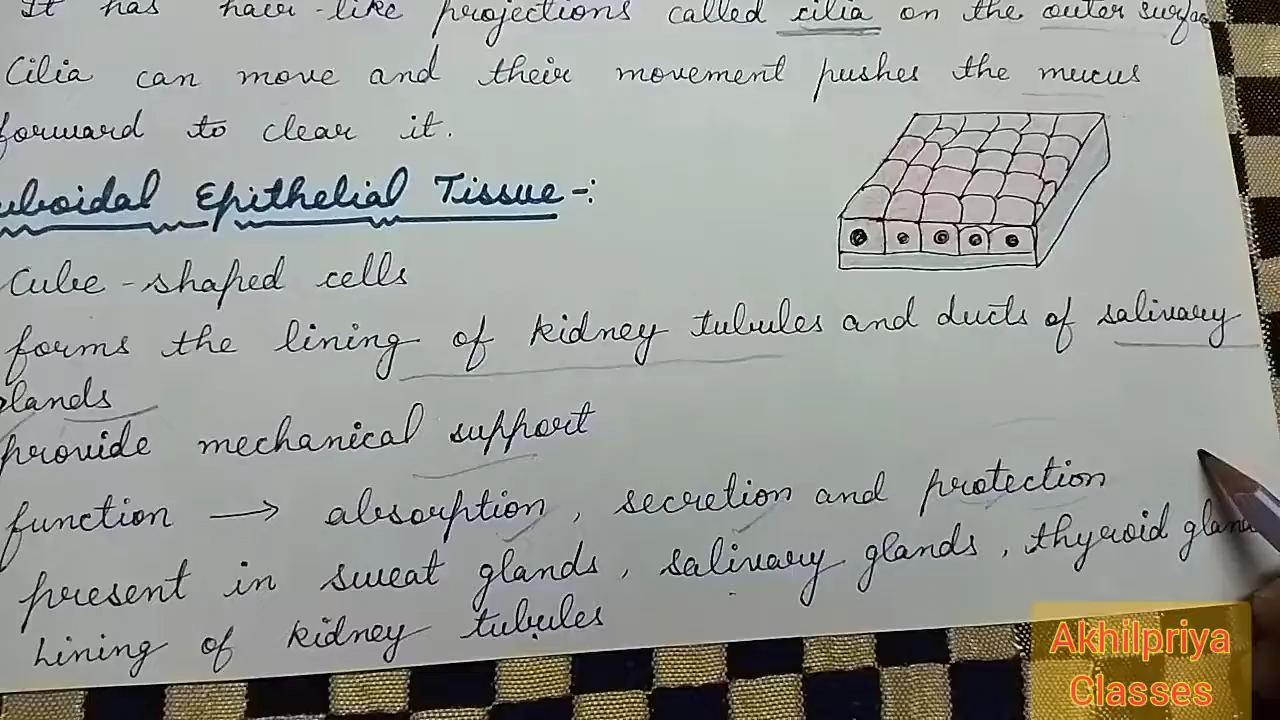 It has hair-like projections called cilia on the outer surfac
Cilia can move and their movement pushes the mucus
forward to clear it.
uboidal Epithelial Tissue-:
Cube-shaped cells
forms the lining of kidney tubules and ducts of salivary
glands
provide mechanical support
function → absorption, secretion and protection
present in sweat glands, salivary glands, thyroid gland
Lining of kidney tubules
Akhilpriya
Classes